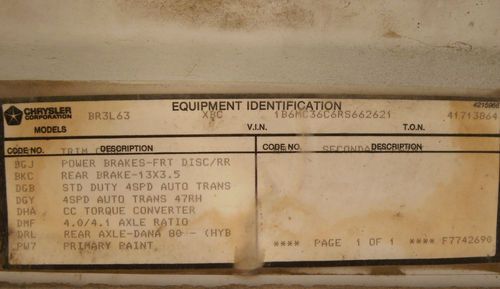 CHRYSLER
CORPORATION
EQUIPMENT IDENTIFICATION
4215960
BR3L63 XBC 1B6MC36C6RS662621 41713864
MODELS V.I.N. T.O.N.
CODE NO. DESCRIPTION CODE NO. DESCRIPTION
TRIM SECONDA
BGJ POWER BRAKES-FRT DISC/RR
BKC REAR BRAKE-13X3.5
DGB STD DUTY 4SPD AUTO TRANS
DGY 4SPD AUTO TRANS 47RH
DHA CC TORQUE CONVERTER
DMF 4.0/4.1 AXLE RATIO
DRL REAR AXLE-DANA 80 - (HYB
PW7 PRIMARY PAINT
**** PAGE 1 OF 1 **** F7742690